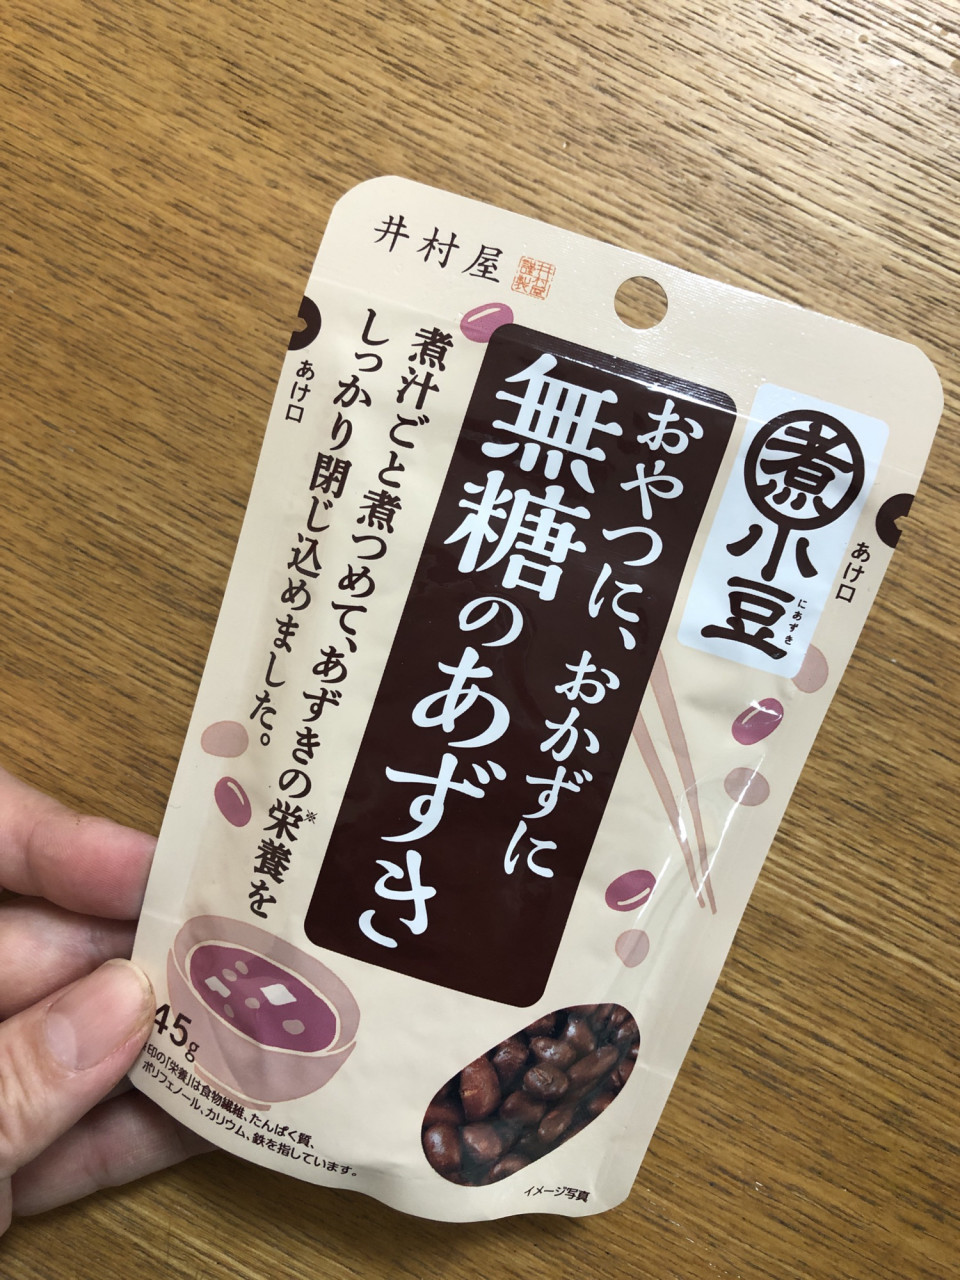 井村屋
井村屋
謹製
煮
小豆
にあずき
おやつに、おかずに
無糖のあずき
煮汁ごと煮つめて、あずきの栄養※を
しっかり閉じ込めました。
あけ口
あけ口
45g
印の「栄養」は食物繊維、たんぱく質、
ポリフェノール、カリウム、鉄を指しています。
イメージ写真